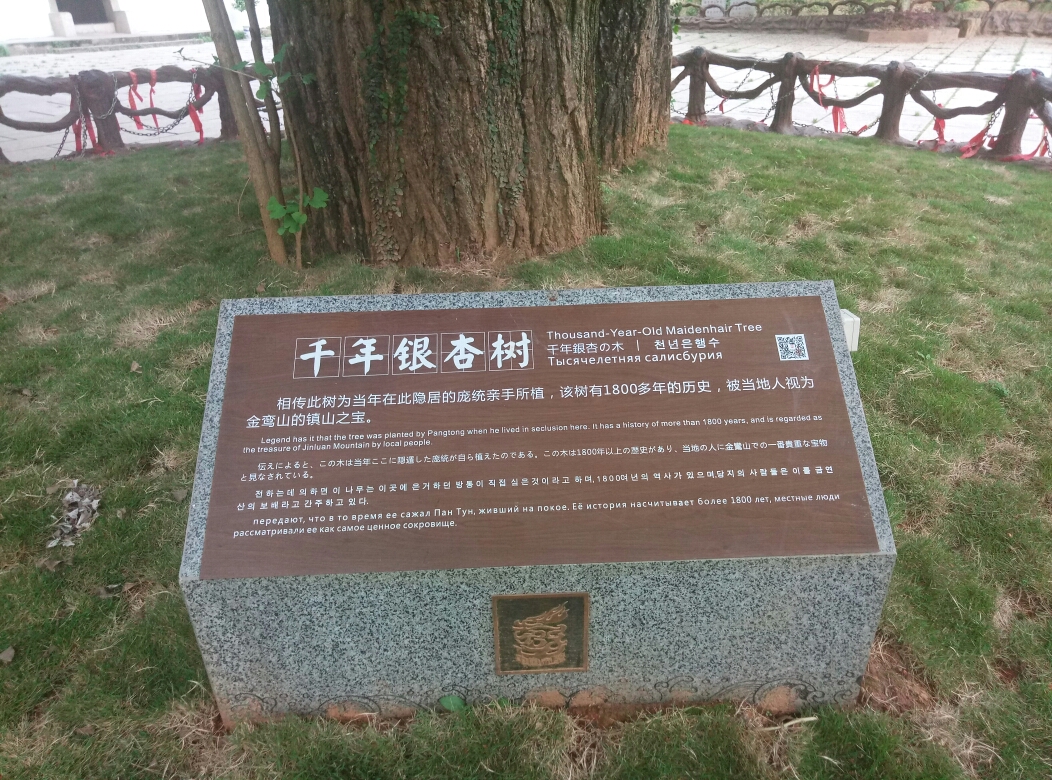 千年銀杏树
Thousand-Year-Old Maidenhair Tree
千年銀杏の木 | 천년은행수
Тысячелетняя салисбурия
相传此树为当年在此隐居的庞统亲手所植，该树有1800多年的历史，被当地人视为
金鸾山的镇山之宝。
Legend has it that the tree was planted by Pangtong when he lived in seclusion here. It has a history of more than 1800 years, and is regarded as
the treasure of Jinluan Mountain by local people.
伝えによると、この木は当年ここに隠遁した庞统が自ら植えたのである。この木は1800年以上の歴史があり、当地の人に金鸞山での一番貴重な宝物
と見なされている。
전하는데 의하면 이 나무는 이곳에 은거하던 방통이 직접 심은것이라고 하며,1800여년의 역사가 있으며,당지의 사람들은 이를 금연
산의 보배라고 간주하고 있다.
передают, что в то время ее сажал Пан Тун, живший на покое. Её история насчитывает более 1800 лет, местные люди
рассматривали ее как самое ценное сокровище.